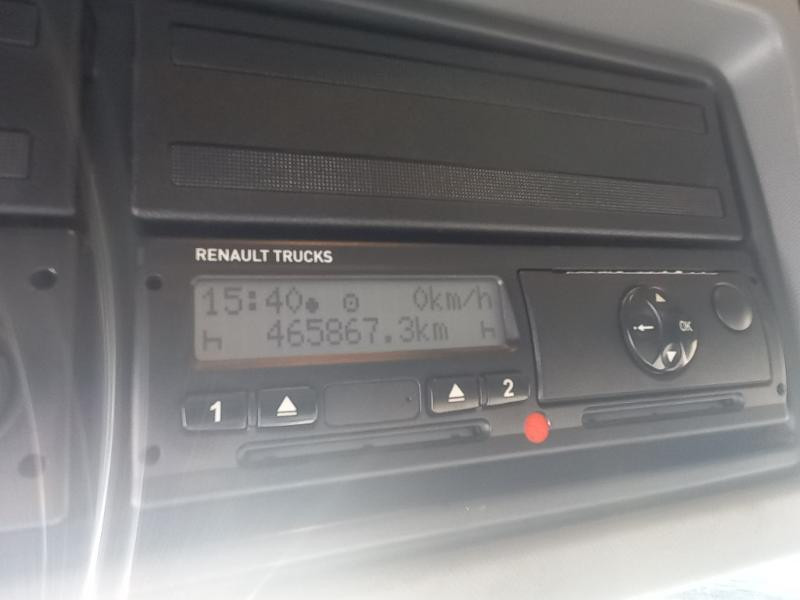 RENAULT TRUCKS
15:40 0km/h
465867.3km
OK
1 2